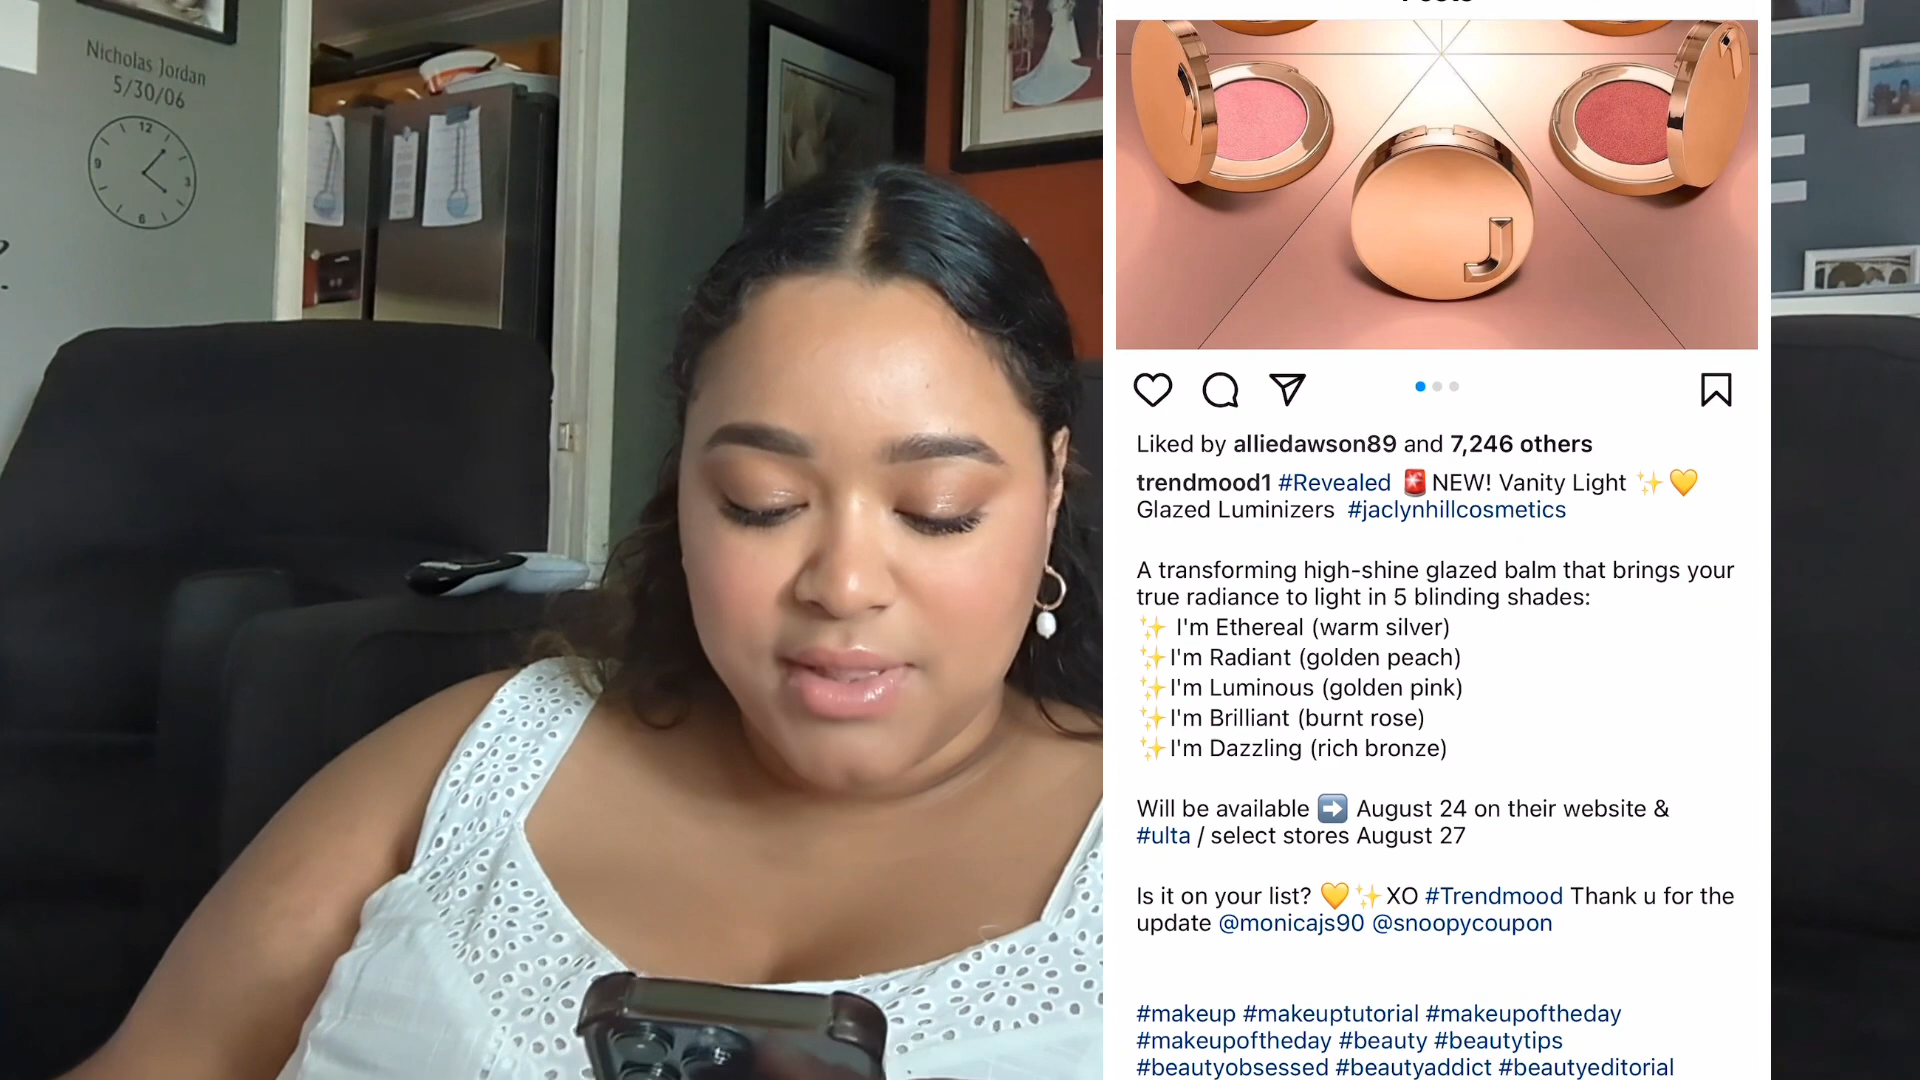 Nicholas Jordan
5/30/06
12
9
3
6
J
Liked by alliedawson89 and 7,246 others
trendmood1 #Revealed 🚨NEW! Vanity Light ✨💛
Glazed Luminizers #jaclynhillcosmetics
A transforming high-shine glazed balm that brings your
true radiance to light in 5 blinding shades:
✨ I'm Ethereal (warm silver)
✨I'm Radiant (golden peach)
✨I'm Luminous (golden pink)
✨I'm Brilliant (burnt rose)
✨I'm Dazzling (rich bronze)
Will be available ➡️ August 24 on their website &
#ulta / select stores August 27
Is it on your list? 💛✨XO #Trendmood Thank u for the
update @monicajs90 @snoopycoupon
#makeup #makeuptutorial #makeupoftheday
#makeupoftheday #beauty #beautytips
#beautyobsessed #beautyaddict #beautyeditorial